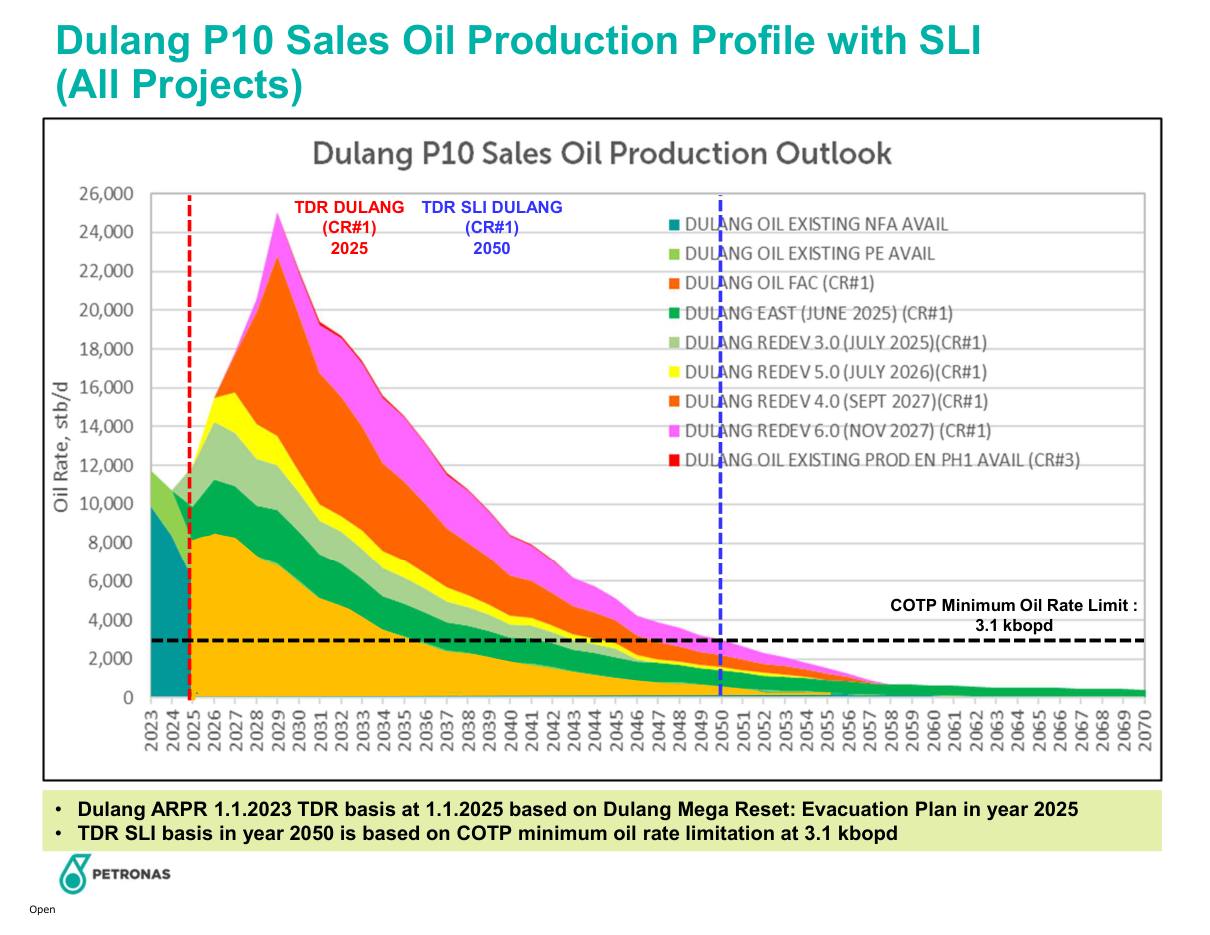 Dulang P10 Sales Oil Production Profile with SLI
(All Projects)
Dulang P10 Sales Oil Production Outlook
Oil Rate, stb/d
26,000
24,000
22,000
20,000
18,000
16,000
14,000
12,000
10,000
8,000
6,000
4,000
2,000
0
TDR DULANG
(CR#1)
2025
TDR SLI DULANG
(CR#1)
2050
DULANG OIL EXISTING NFA AVAIL
DULANG OIL EXISTING PE AVAIL
DULANG OIL FAC (CR#1)
DULANG EAST (JUNE 2025) (CR#1)
DULANG REDEV 3.0 (JULY 2025)(CR#1)
DULANG REDEV 5.0 (JULY 2026)(CR#1)
DULANG REDEV 4.0 (SEPT 2027)(CR#1)
DULANG REDEV 6.0 (NOV 2027) (CR#1)
DULANG OIL EXISTING PROD EN PH1 AVAIL (CR#3)
COTP Minimum Oil Rate Limit :
3.1 kbopd
2023 2024 2025 2026 2027 2028 2029 2030 2031 2032 2033 2034 2035 2036 2037 2038 2039 2040 2041 2042 2043 2044 2045 2046 2047 2048 2049 2050 2051 2052 2053 2054 2055 2056 2057 2058 2059 2060 2061 2062 2063 2064 2065 2066 2067 2068 2069 2070
• Dulang ARPR 1.1.2023 TDR basis at 1.1.2025 based on Dulang Mega Reset: Evacuation Plan in year 2025
• TDR SLI basis in year 2050 is based on COTP minimum oil rate limitation at 3.1 kbopd
PETRONAS
Open